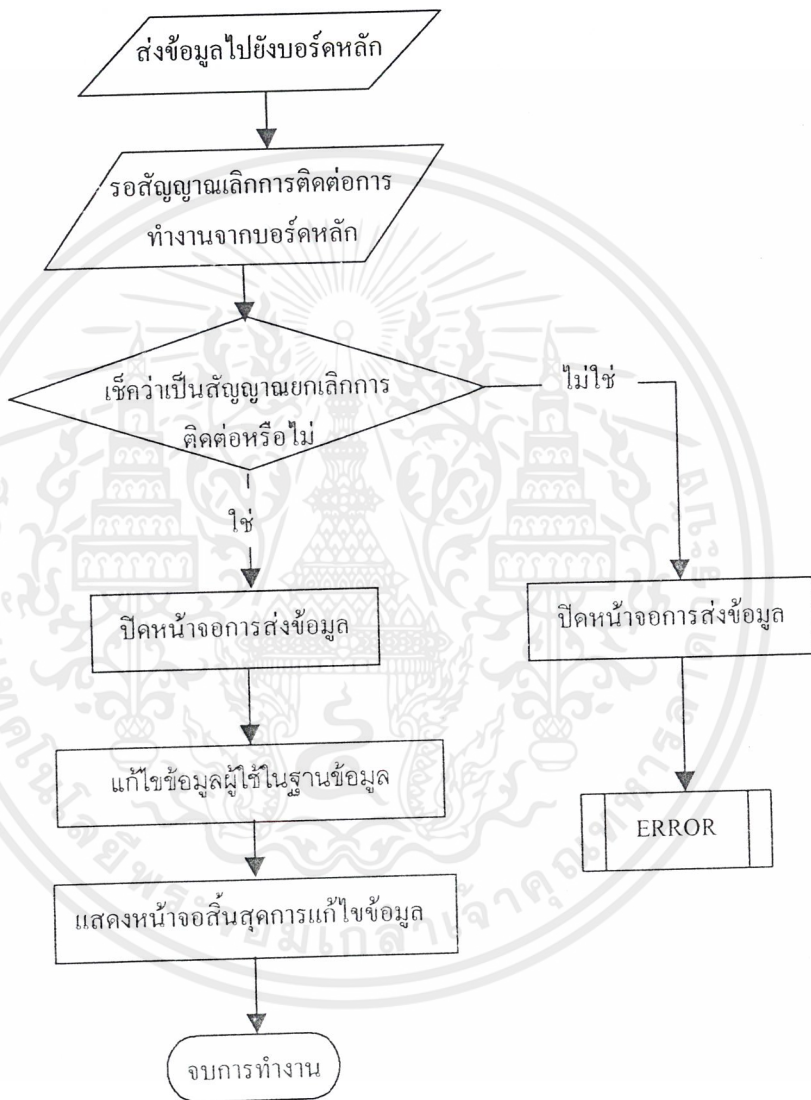 ส่งข้อมูลไปยังบอร์ดหลัก
รอสัญญาณเลิกการติดต่อการ
ทำงานจากบอร์ดหลัก
เช็คว่าเป็นสัญญาณยกเลิกการ
ติดต่อหรือไม่
ไม่ใช่
ใช่
ปิดหน้าจอการส่งข้อมูล
ปิดหน้าจอการส่งข้อมูล
แก้ไขข้อมูลผู้ใช้ในฐานข้อมูล
ERROR
แสดงหน้าจอสิ้นสุดการแก้ไขข้อมูล
จบการทำงาน